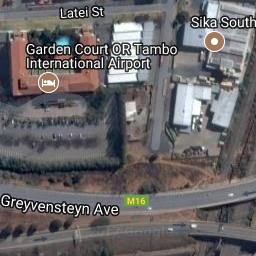 Latei St
Sika South
Garden Court OR Tambo
International Airport
M16
Greyvensteyn Ave